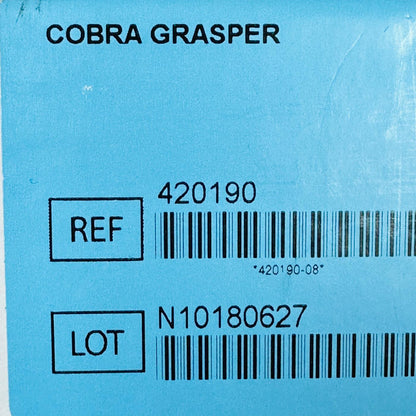 COBRA GRASPER
420190
REF
*420190-08*
N10180627
LOT